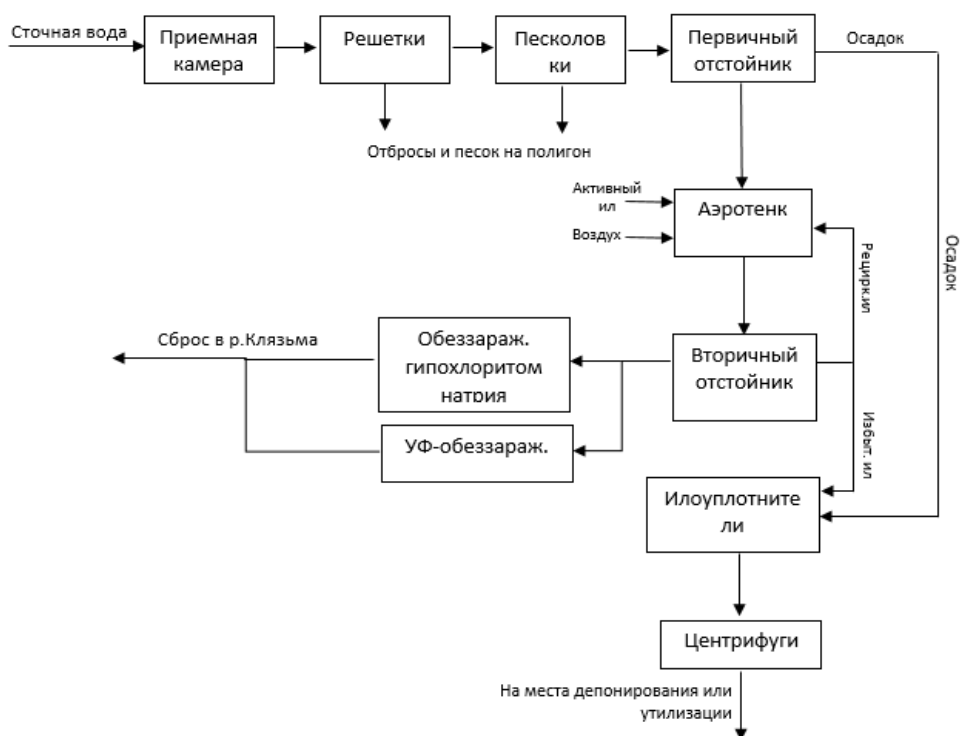 Сточная вода
Приемная
камера
Решетки
Песколов
ки
Первичный
отстойник
Осадок
Отбросы и песок на полигон
Активный
ил
Воздух
Аэротенк
Рецирк.ил
Осадок
Сброс в р.Клязьма
Обеззараж.
гипохлоритом
натрия
Вторичный
отстойник
УФ-обеззараж.
Избыт. ил
Илоуплотните
ли
Центрифуги
На места депонирования или
утилизации